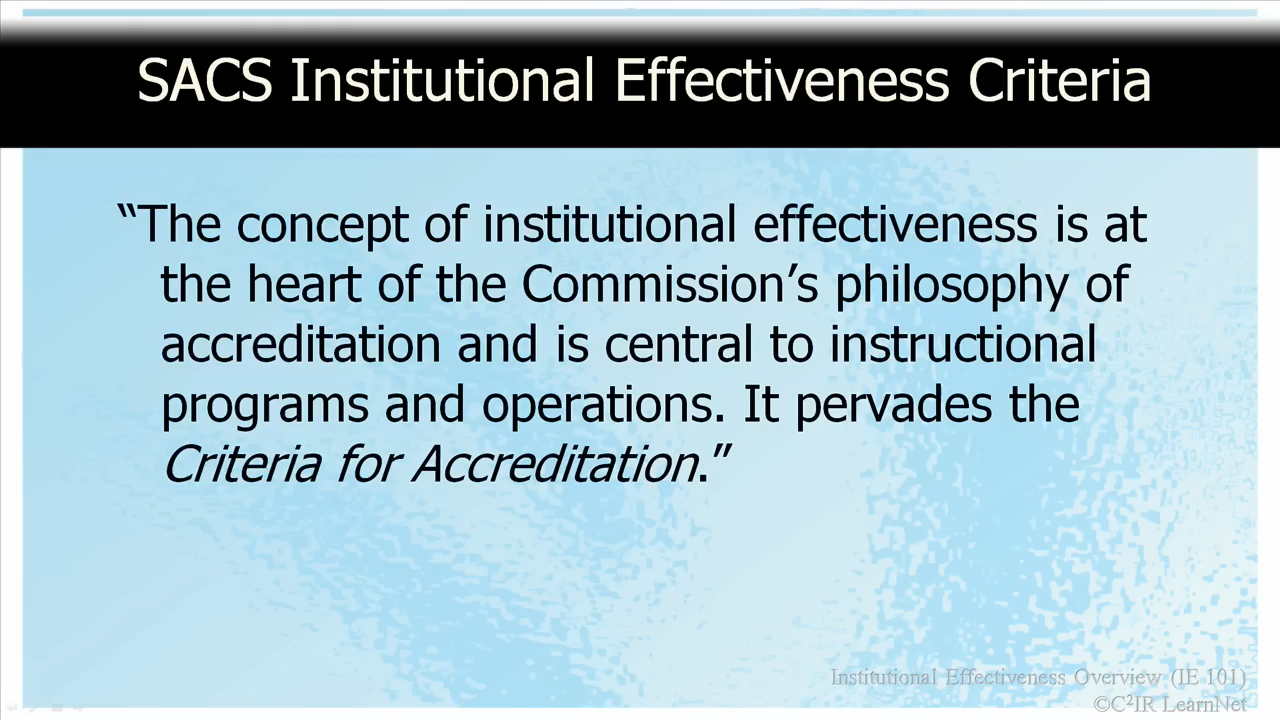 SACS Institutional Effectiveness Criteria
“The concept of institutional effectiveness is at
the heart of the Commission’s philosophy of
accreditation and is central to instructional
programs and operations. It pervades the
Criteria for Accreditation.”
Institutional Effectiveness Overview (IE 101)
©C²IR LearnNet